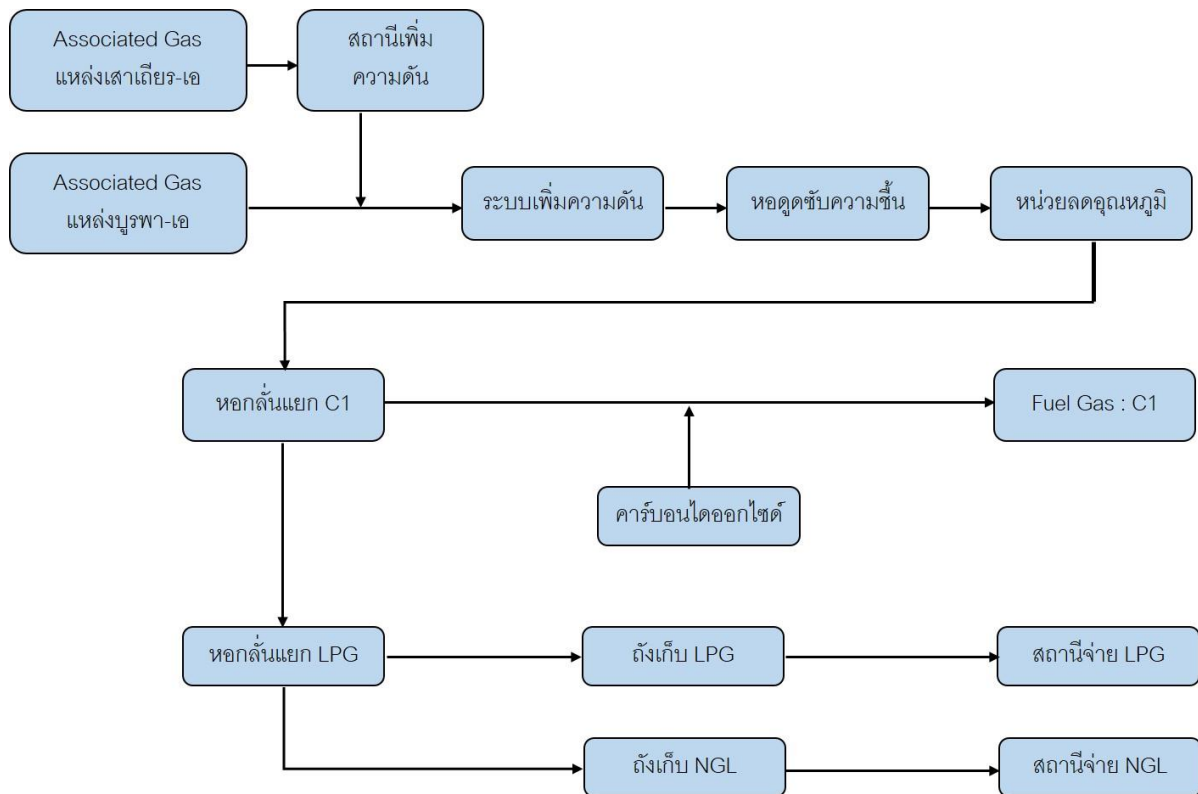 Associated Gas
แหล่งเสาเถียร-เอ
สถานีเพิ่ม
ความดัน
Associated Gas
แหล่งบูรพา-เอ
ระบบเพิ่มความดัน
หอดูดซับความชื้น
หน่วยลดอุณหภูมิ
หอกลั่นแยก C1
Fuel Gas : C1
คาร์บอนไดออกไซด์
หอกลั่นแยก LPG
ถังเก็บ LPG
สถานีจ่าย LPG
ถังเก็บ NGL
สถานีจ่าย NGL